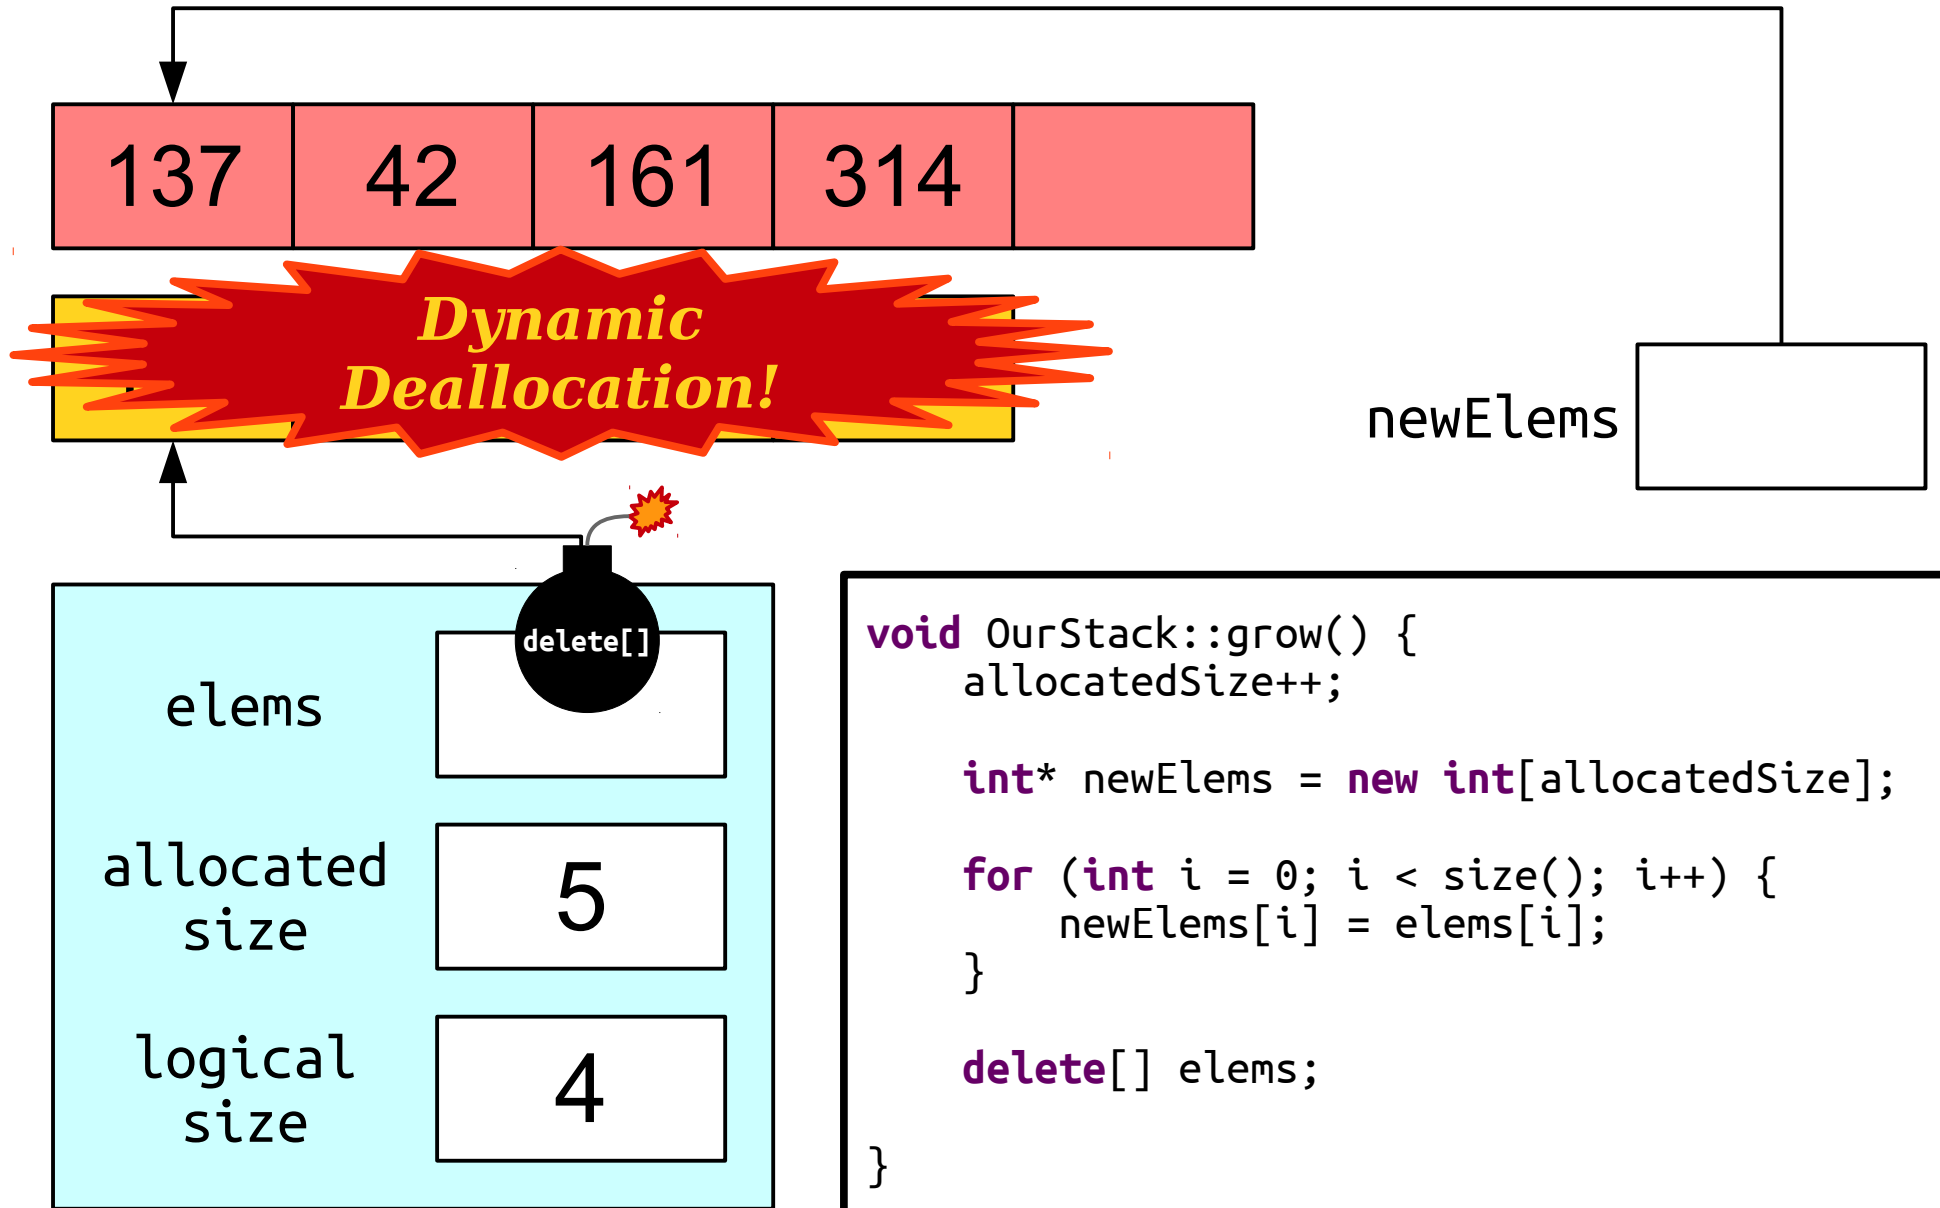 137 42 161 314
Dynamic
Deallocation!
newElems
delete[]
elems
allocated
size
5
logical
size
4
void OurStack::grow() {
    allocatedSize++;
    int* newElems = new int[allocatedSize];
    for (int i = 0; i < size(); i++) {
        newElems[i] = elems[i];
    }
    delete[] elems;
}